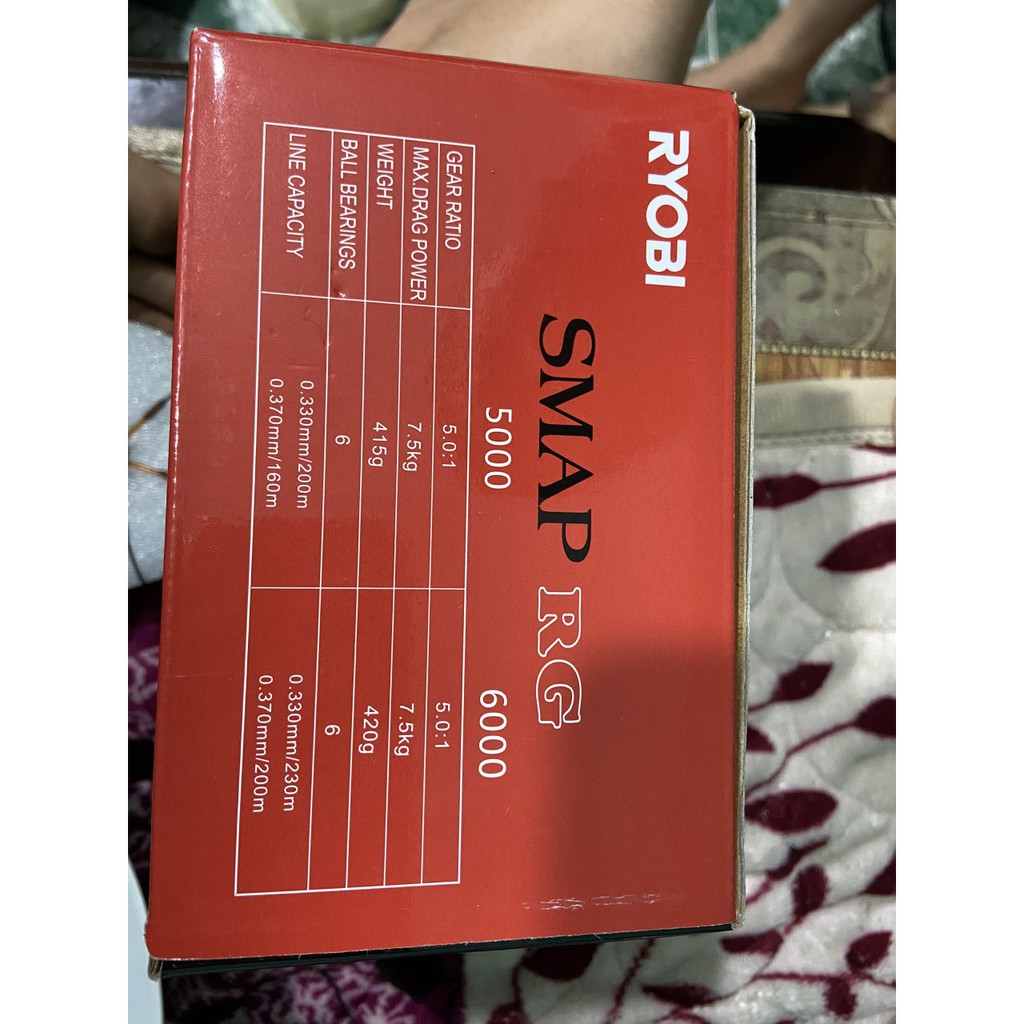 RYOBI
SMAP RG
5000 6000
GEAR RATIO 5.0:1 5.0:1
MAX.DRAG POWER 7.5kg 7.5kg
WEIGHT 415g 420g
BALL BEARINGS 6 6
LINE CAPACITY 0.330mm/200m 0.330mm/230m
0.370mm/160m 0.370mm/200m